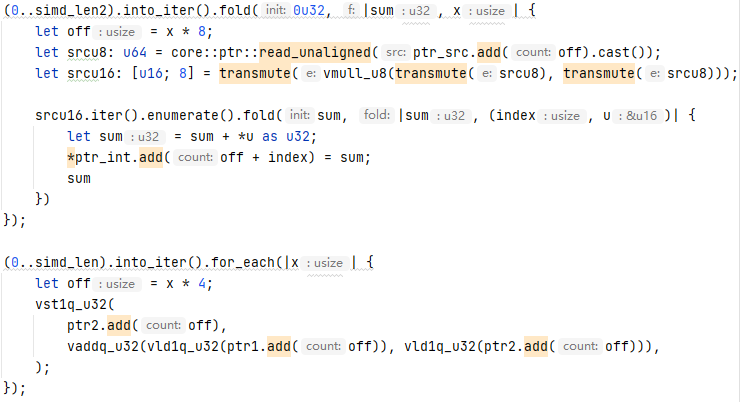 (0..simd_len2).into_iter().fold( init: 0u32, f: |sum : u32 , x : usize | {
    let off : usize = x * 8;
    let srcu8: u64 = core::ptr::read_unaligned( src: ptr_src.add( count: off).cast());
    let srcu16: [u16; 8] = transmute( e: vmull_u8(transmute( e: srcu8), transmute( e: srcu8)));
    srcu16.iter().enumerate().fold( init: sum, fold: |sum : u32 , (index : usize , u : &u16 )| {
        let sum : u32 = sum + *u as u32;
        *ptr_int.add( count: off + index) = sum;
        sum
    })
});
(0..simd_len).into_iter().for_each(|x : usize | {
    let off : usize = x * 4;
    vst1q_u32(
        ptr2.add( count: off),
        vaddq_u32(vld1q_u32(ptr1.add( count: off)), vld1q_u32(ptr2.add( count: off))),
    );
});